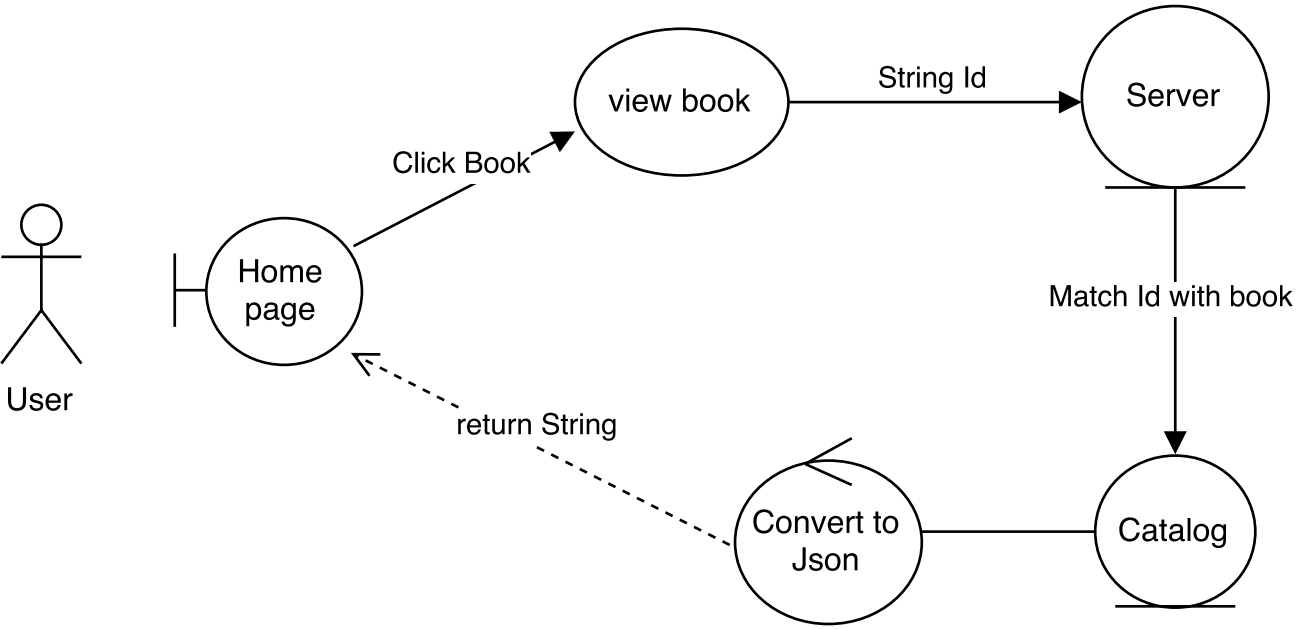 view book
String Id
Server
Click Book
Home
page
Match Id with book
User
return String
Convert to
Json
Catalog